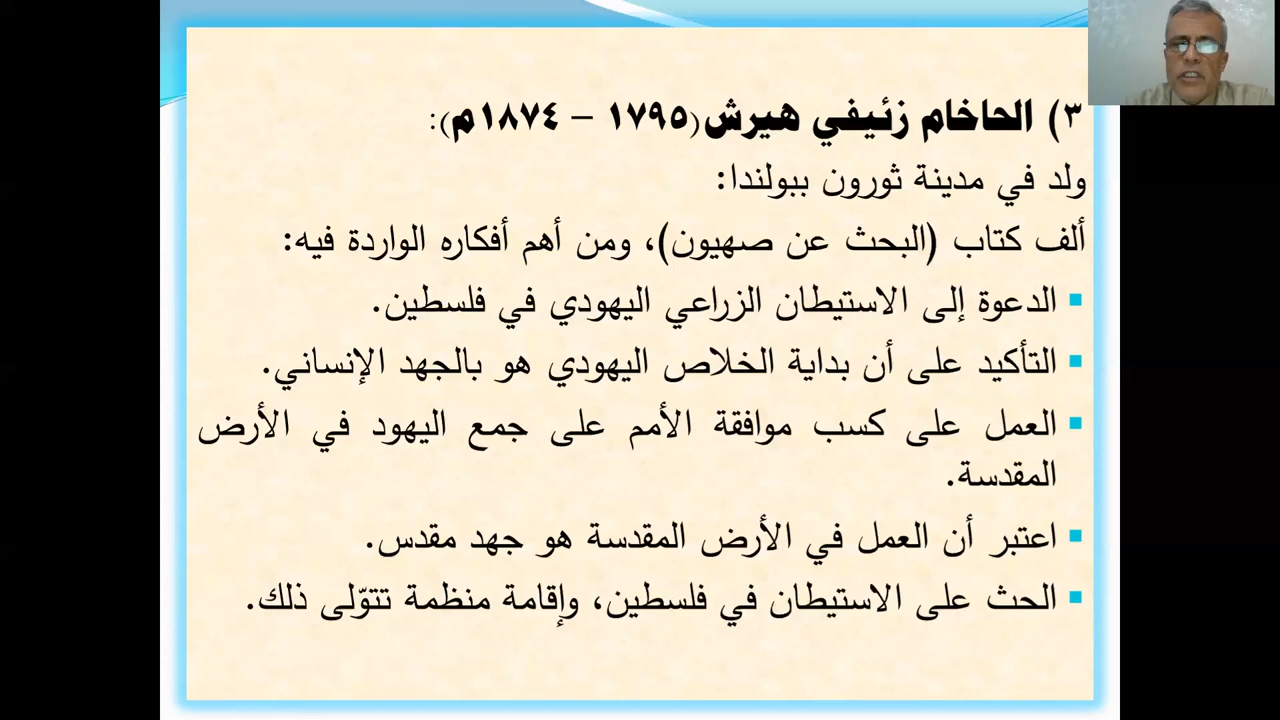 ٣) الحاخام زئيفي هيرش(١٧٩٥ – ١٨٧٤م):
ولد في مدينة ثورون ببولندا:
ألف كتاب (البحث عن صهيون)، ومن أهم أفكاره الواردة فيه:
▪ الدعوة إلى الاستيطان الزراعي اليهودي في فلسطين.
▪ التأكيد على أن بداية الخلاص اليهودي هو بالجهد الإنساني.
▪ العمل على كسب موافقة الأمم على جمع اليهود في الأرض
المقدسة.
▪ اعتبر أن العمل في الأرض المقدسة هو جهد مقدس.
▪ الحث على الاستيطان في فلسطين، وإقامة منظمة تتوّلى ذلك.